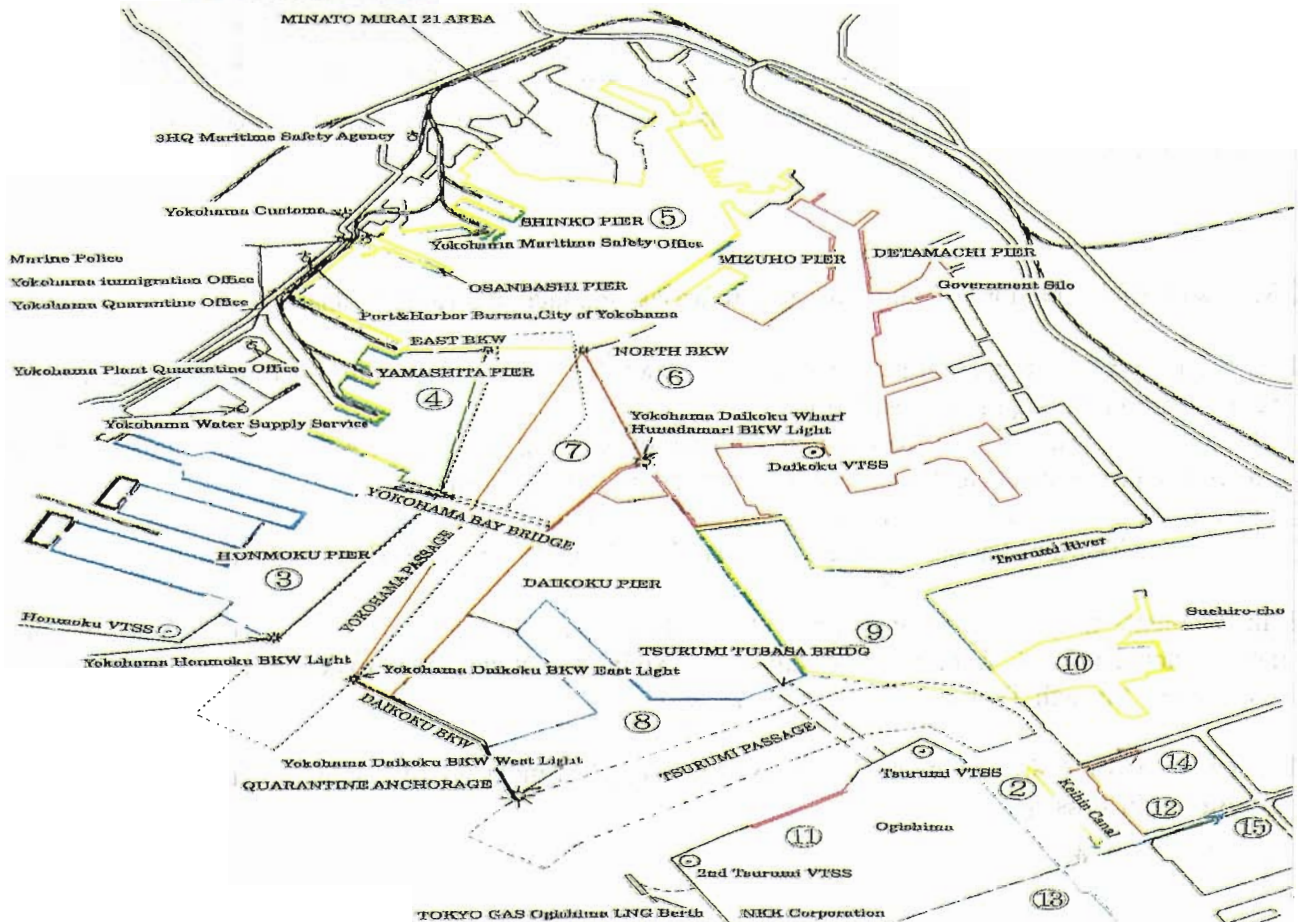 MINATO MIRAI 21 AREA
3HQ Maritime Safety Agency
Yokohama Customs
SHINKO PIER
⑤
Yokohama Maritime Safety Office
MIZUHO PIER
DETAMACHI PIER
Marine Police
Yokohama immigration Office
OSANBASHI PIER
Government Silo
Yokohama Quarantine Office
Port&Harbor Bureau,City of Yokohama
EAST BKW
NORTH BKW
Yokohama Plant Quarantine Office
YAMASHITA PIER
⑥
④
Yokohama Daikoku Wharf
Hunadamari BKW Light
Yokohama Water Supply Service
⑦
Daikoku VTSS
YOKOHAMA BAY BRIDGE
HONMOKU PIER
YOKOHAMA PASSAGE
Tsurumi River
③
DAIKOKU PIER
Honmoku VTSS
Suehiro-cho
⑨
TSURUMI TUBASA BRIDG
Yokohama Honmoku BKW Light
Yokohama Daikoku BKW East Light
⑩
DAIKOKU BKW
⑧
TSURUMI PASSAGE
Yokohama Daikoku BKW West Light
QUARANTINE ANCHORAGE
Tsurumi VTSS
②
Keihin Canal
⑭
⑫
⑮
⑪
Ogishima
2nd Tsurumi VTSS
⑬
TOKYO GAS Ogishima LNG Berth
NKK Corporation